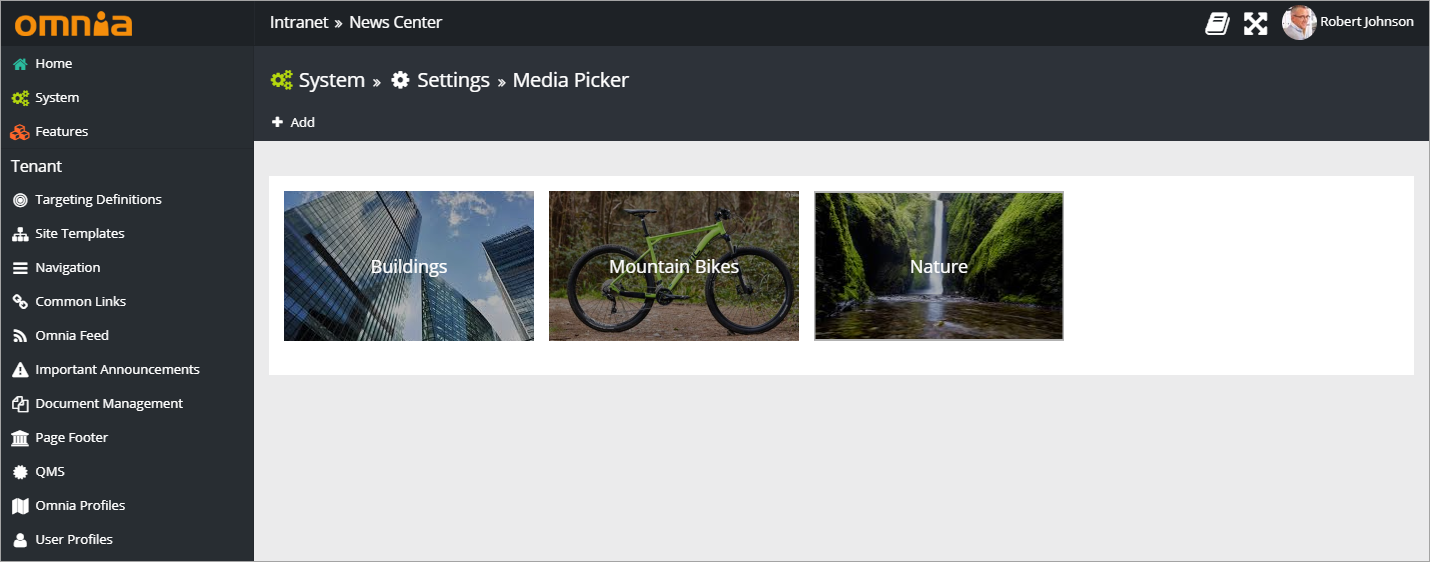 omnia
Intranet » News Center
Robert Johnson
Home
System
Features
Tenant
Targeting Definitions
Site Templates
Navigation
Common Links
Omnia Feed
Important Announcements
Document Management
Page Footer
QMS
Omnia Profiles
User Profiles
System » Settings » Media Picker
Add
Buildings
Mountain Bikes
Nature